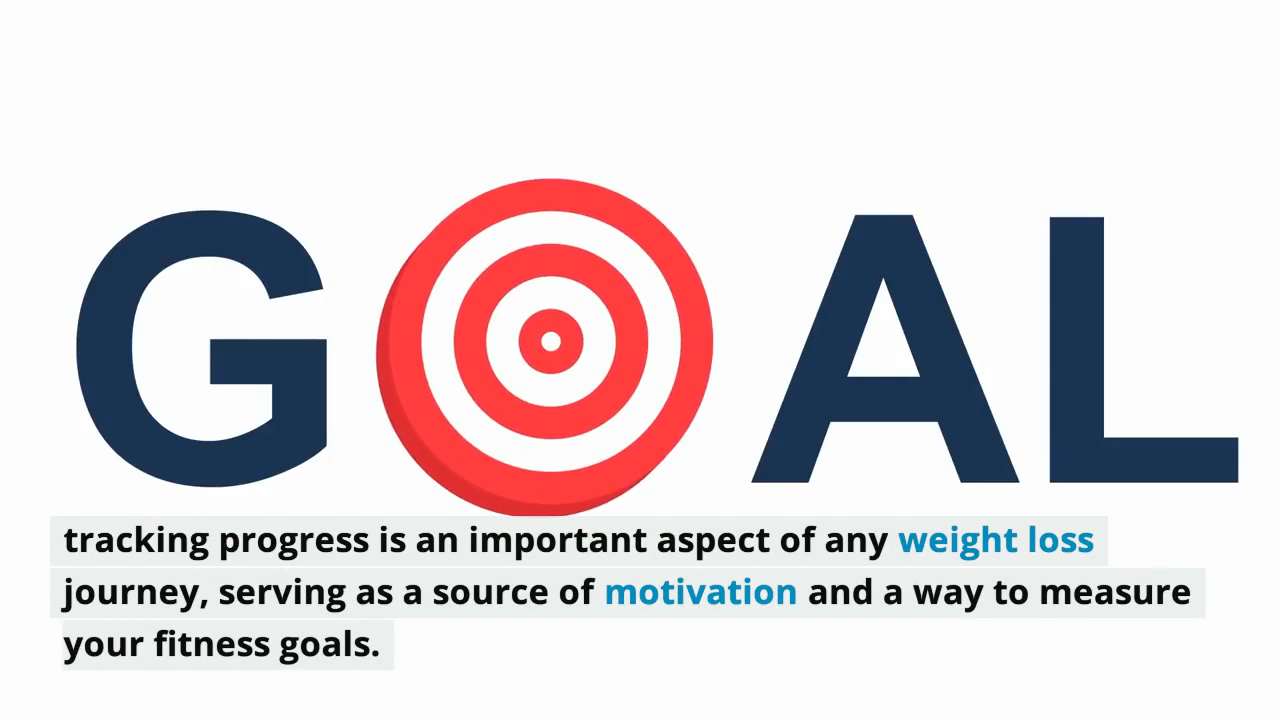 GOAL
tracking progress is an important aspect of any weight loss
journey, serving as a source of motivation and a way to measure
your fitness goals.